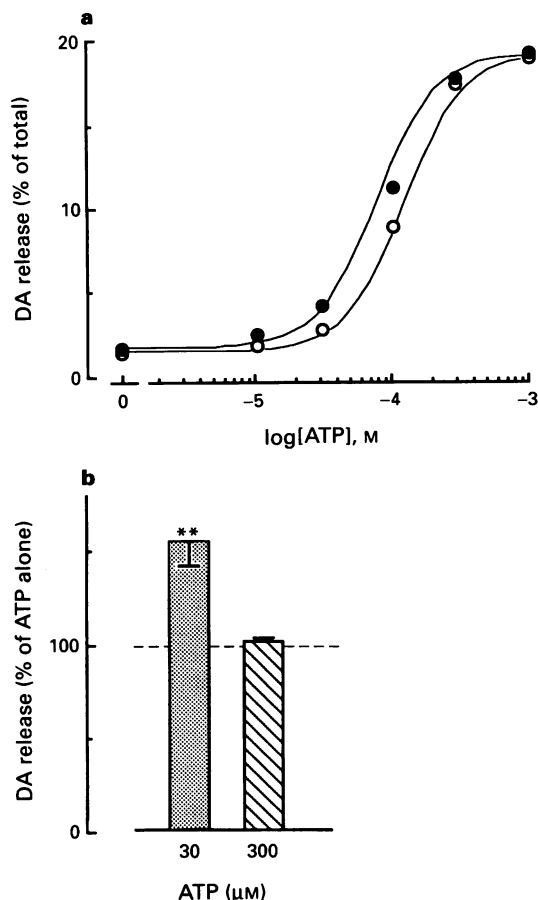 a
DA release (% of total)
20
10
0
0 −5 −4 −3
log[ATP], M
b
DA release (% of ATP alone)
**
100
0
30 300
ATP (μM)